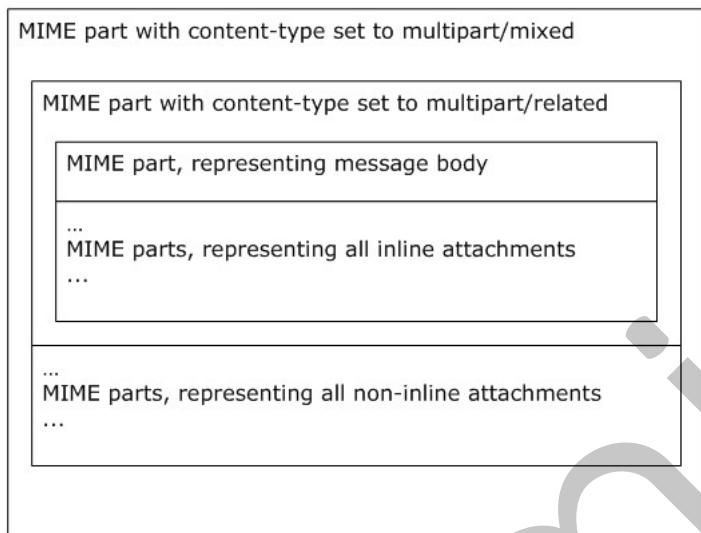 MIME part with content-type set to multipart/mixed
MIME part with content-type set to multipart/related
MIME part, representing message body
...
MIME parts, representing all inline attachments
...
...
MIME parts, representing all non-inline attachments
...